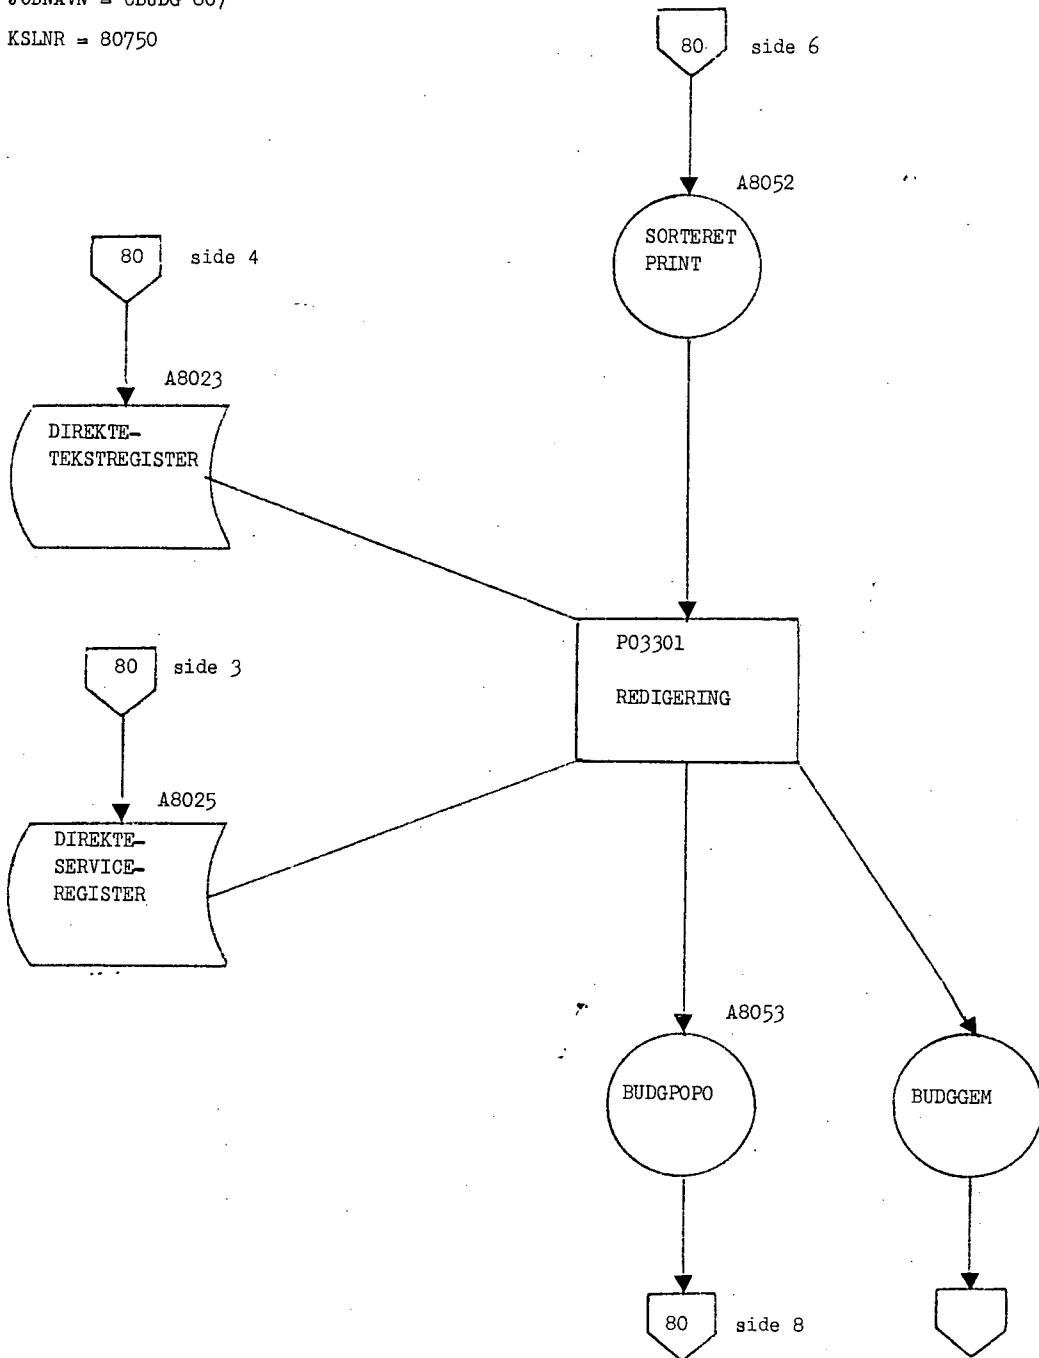 KSLNR = 80750
80 side 6
A8052
SORTERET
PRINT
80 side 4
A8023
DIREKTE-
TEKSTREGISTER
80 side 3
PO3301
REDIGERING
A8025
DIREKTE-
SERVICE-
REGISTER
A8053
BUDGPOPO
BUDGGEM
80 side 8